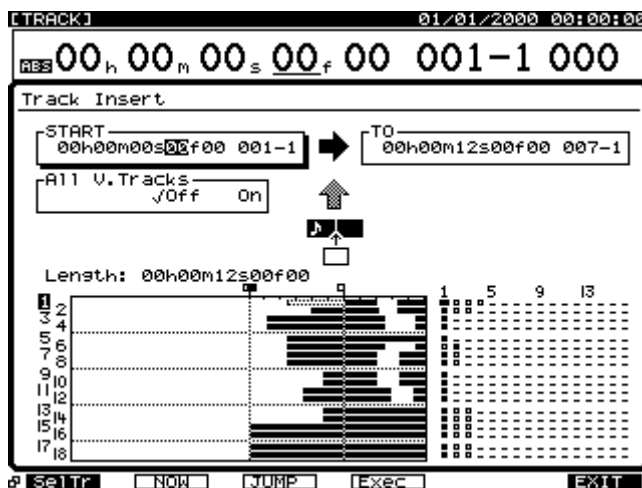 [TRACK] 01/01/2000 00:00:00
ABS 00h 00m 00s 00f 00 001-1 000
Track Insert
START
00h00m00s00f00 001-1
TO
00h00m12s00f00 007-1
All V.Tracks
√Off On
Length: 00h00m12s00f00
1 5 9 13
1
2
3
4
5
6
7
8
9
10
11
12
13
14
15
16
17
18
SelTr NOW JUMP Exec EXIT